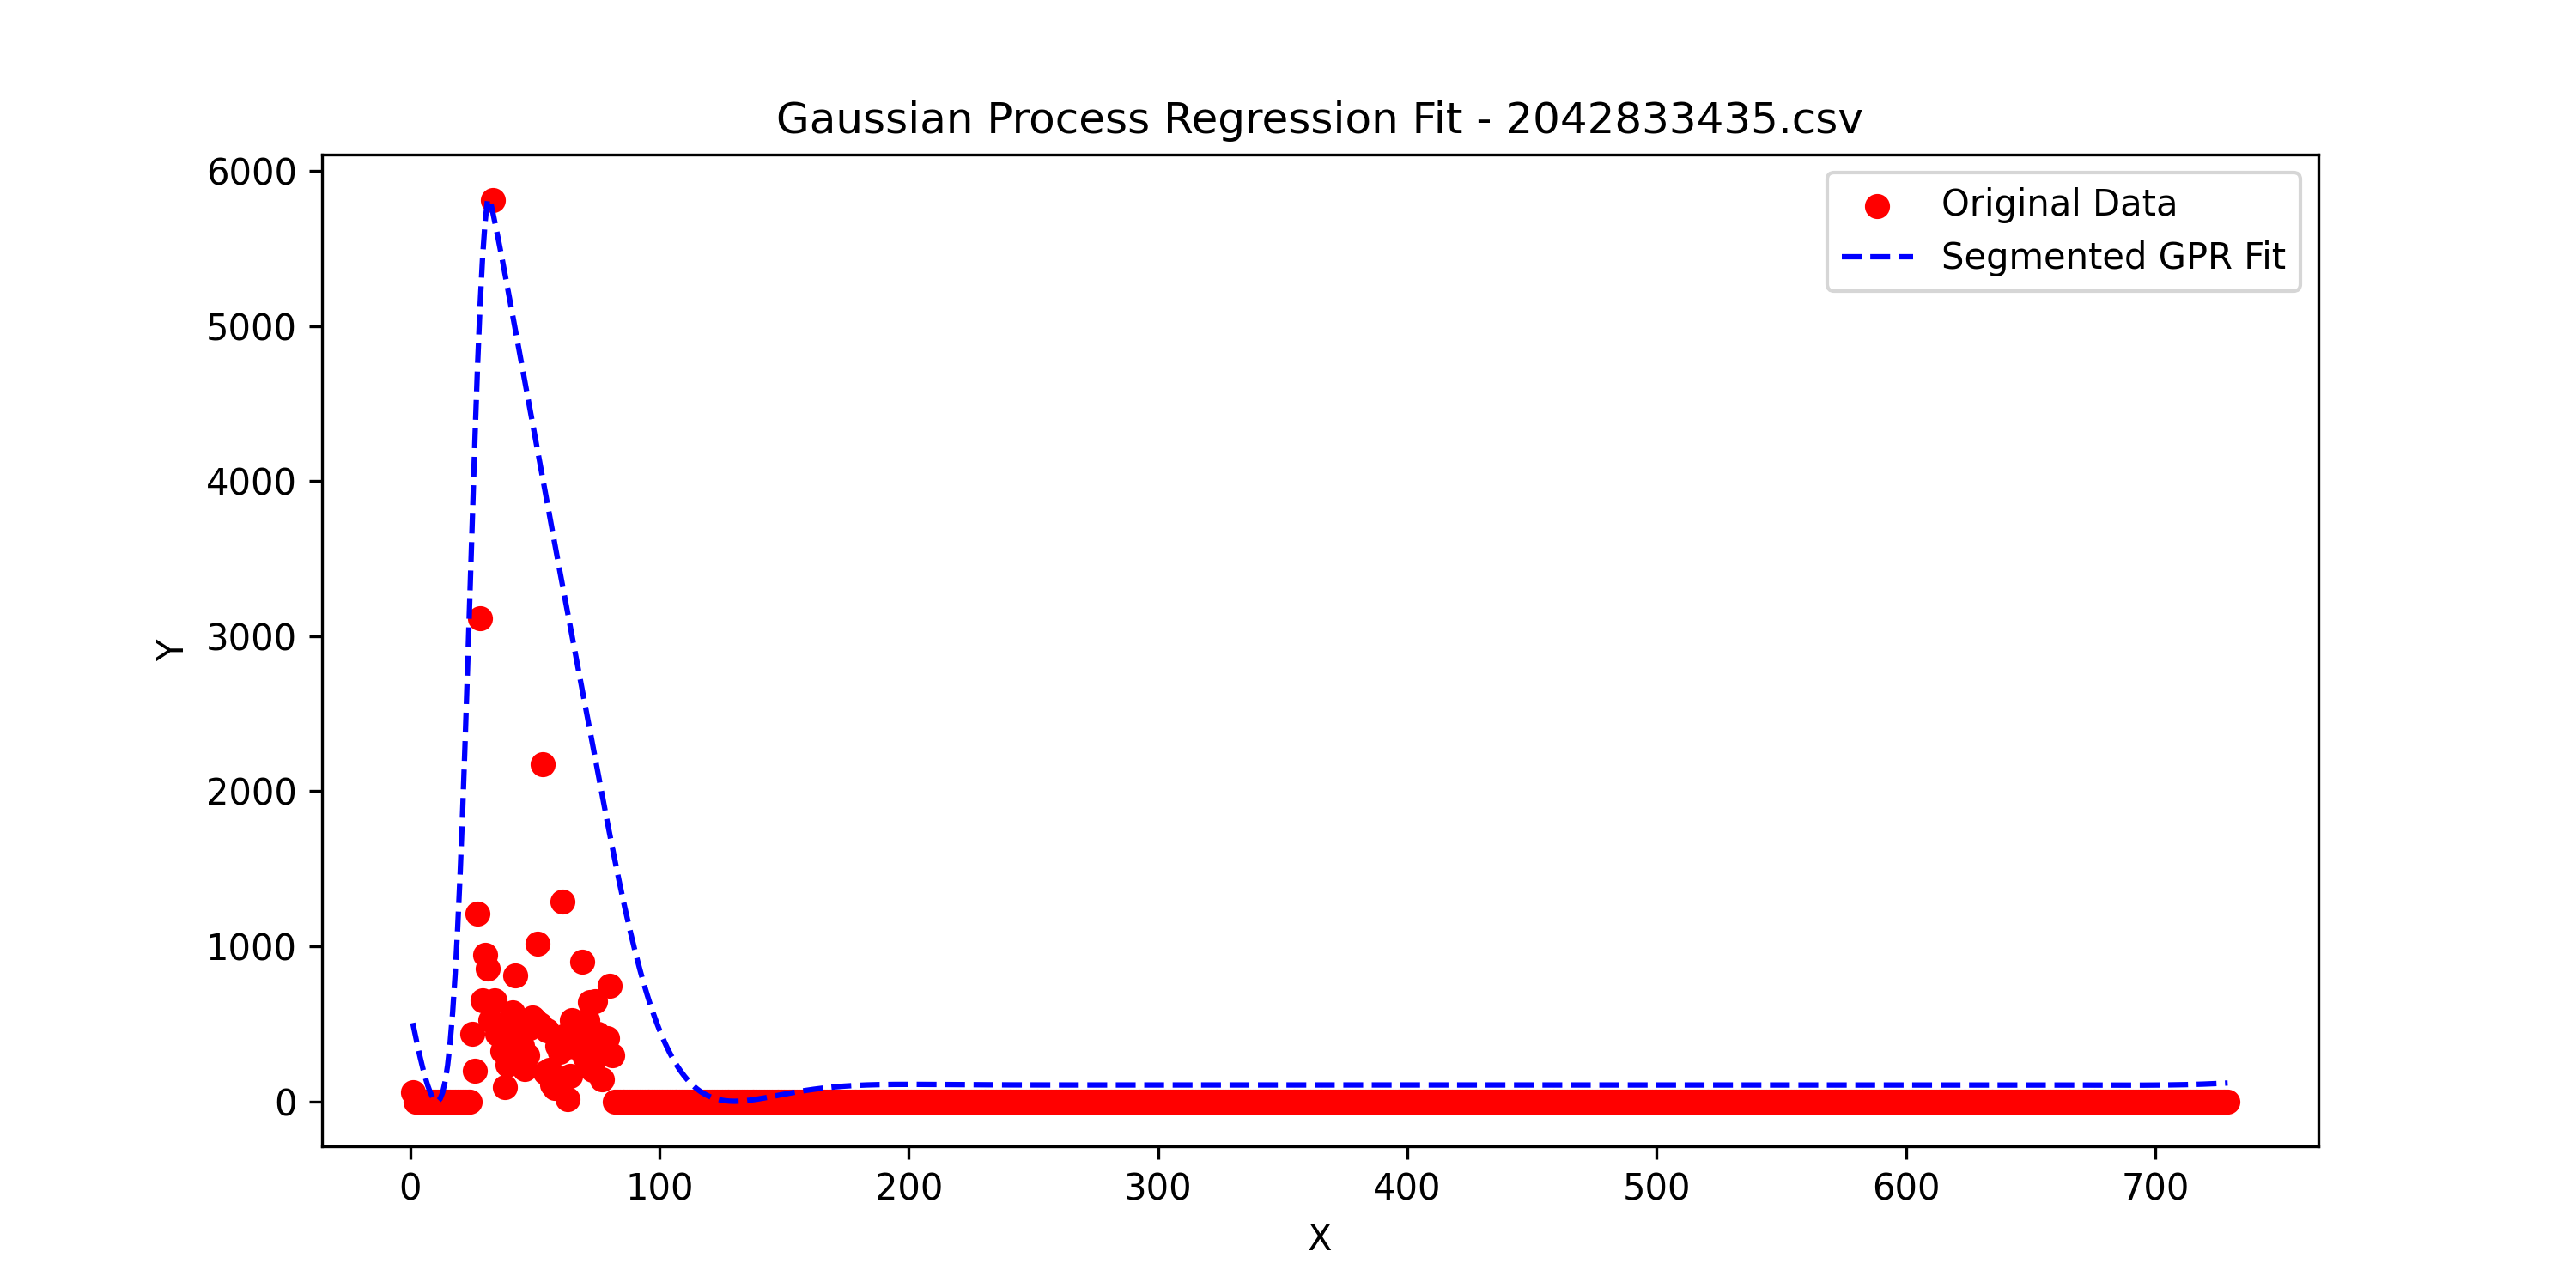 Gaussian Process Regression Fit - 2042833435.csv
6000
5000
4000
3000
2000
1000
0
Y
Original Data
Segmented GPR Fit
0 100 200 300 400 500 600 700
X